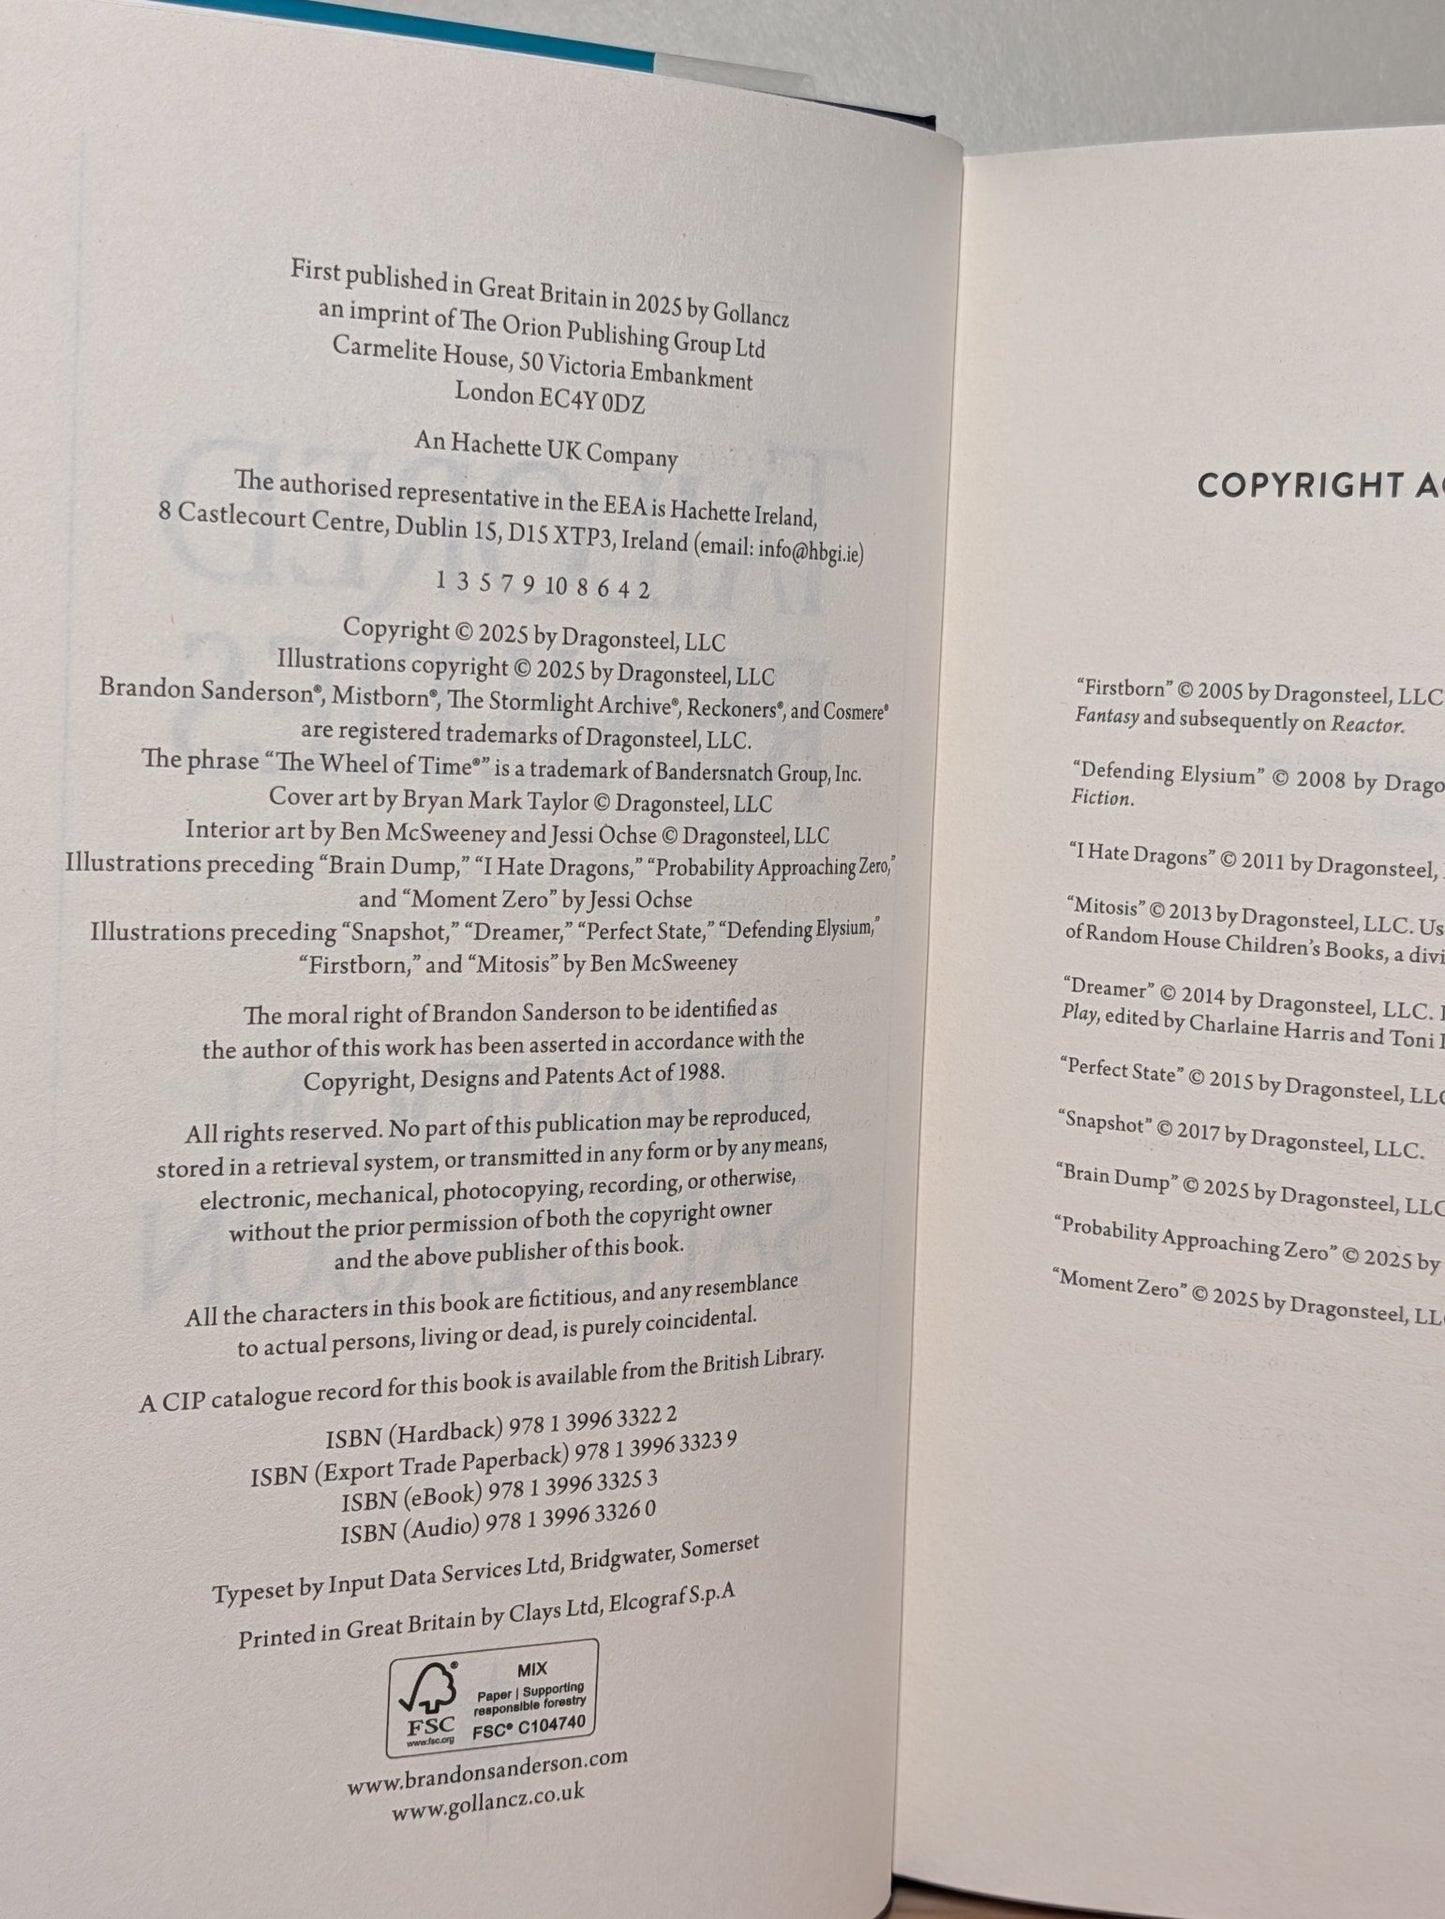 First published in Great Britain in 2025 by Gollancz
an imprint of The Orion Publishing Group Ltd
Carmelite House, 50 Victoria Embankment
London EC4Y 0DZ
An Hachette UK Company
The authorised representative in the EEA is Hachette Ireland,
8 Castlecourt Centre, Dublin 15, D15 XTP3, Ireland (email: info@hbgi.ie)
1 3 5 7 9 10 8 6 4 2
Copyright © 2025 by Dragonsteel, LLC
Illustrations copyright © 2025 by Dragonsteel, LLC
Brandon Sanderson®, Mistborn®, The Stormlight Archive®, Reckoners®, and Cosmere®
are registered trademarks of Dragonsteel, LLC.
The phrase “The Wheel of Time®” is a trademark of Bandersnatch Group, Inc.
Cover art by Bryan Mark Taylor © Dragonsteel, LLC
Interior art by Ben McSweeney and Jessi Ochse © Dragonsteel, LLC
Illustrations preceding “Brain Dump,” “I Hate Dragons,” “Probability Approaching Zero,”
and “Moment Zero” by Jessi Ochse
Illustrations preceding “Snapshot,” “Dreamer,” “Perfect State,” “Defending Elysium,”
“Firstborn,” and “Mitosis” by Ben McSweeney
The moral right of Brandon Sanderson to be identified as
the author of this work has been asserted in accordance with the
Copyright, Designs and Patents Act of 1988.
All rights reserved. No part of this publication may be reproduced,
stored in a retrieval system, or transmitted in any form or by any means,
electronic, mechanical, photocopying, recording, or otherwise,
without the prior permission of both the copyright owner
and the above publisher of this book.
All the characters in this book are fictitious, and any resemblance
to actual persons, living or dead, is purely coincidental.
A CIP catalogue record for this book is available from the British Library.
ISBN (Hardback) 978 1 3996 3322 2
ISBN (Export Trade Paperback) 978 1 3996 3323 9
ISBN (eBook) 978 1 3996 3325 3
ISBN (Audio) 978 1 3996 3326 0
Typeset by Input Data Services Ltd, Bridgwater, Somerset
Printed in Great Britain by Clays Ltd, Elcograf S.p.A
FSC
www.fsc.org
MIX
Paper | Supporting
responsible forestry
FSC® C104740
www.brandonsanderson.com
www.gollancz.co.uk
COPYRIGHT
“Firstborn” © 2005 by Dragonsteel, LLC
Fantasy and subsequently on Reactor.
“Defending Elysium” © 2008 by
Fiction.
“I Hate Dragons” © 2011 by Dragonsteel,
“Mitosis” © 2013 by Dragonsteel, LLC.
of Random House Children’s Books, a
“Dreamer” © 2014 by Dragonsteel, LLC.
Play, edited by Charlaine Harris and Toni
“Perfect State” © 2015 by Dragonsteel,
“Snapshot” © 2017 by Dragonsteel, LLC.
“Brain Dump” © 2025 by Dragonsteel,
“Probability Approaching Zero” © 2025 by
“Moment Zero” © 2025 by Dragonsteel,